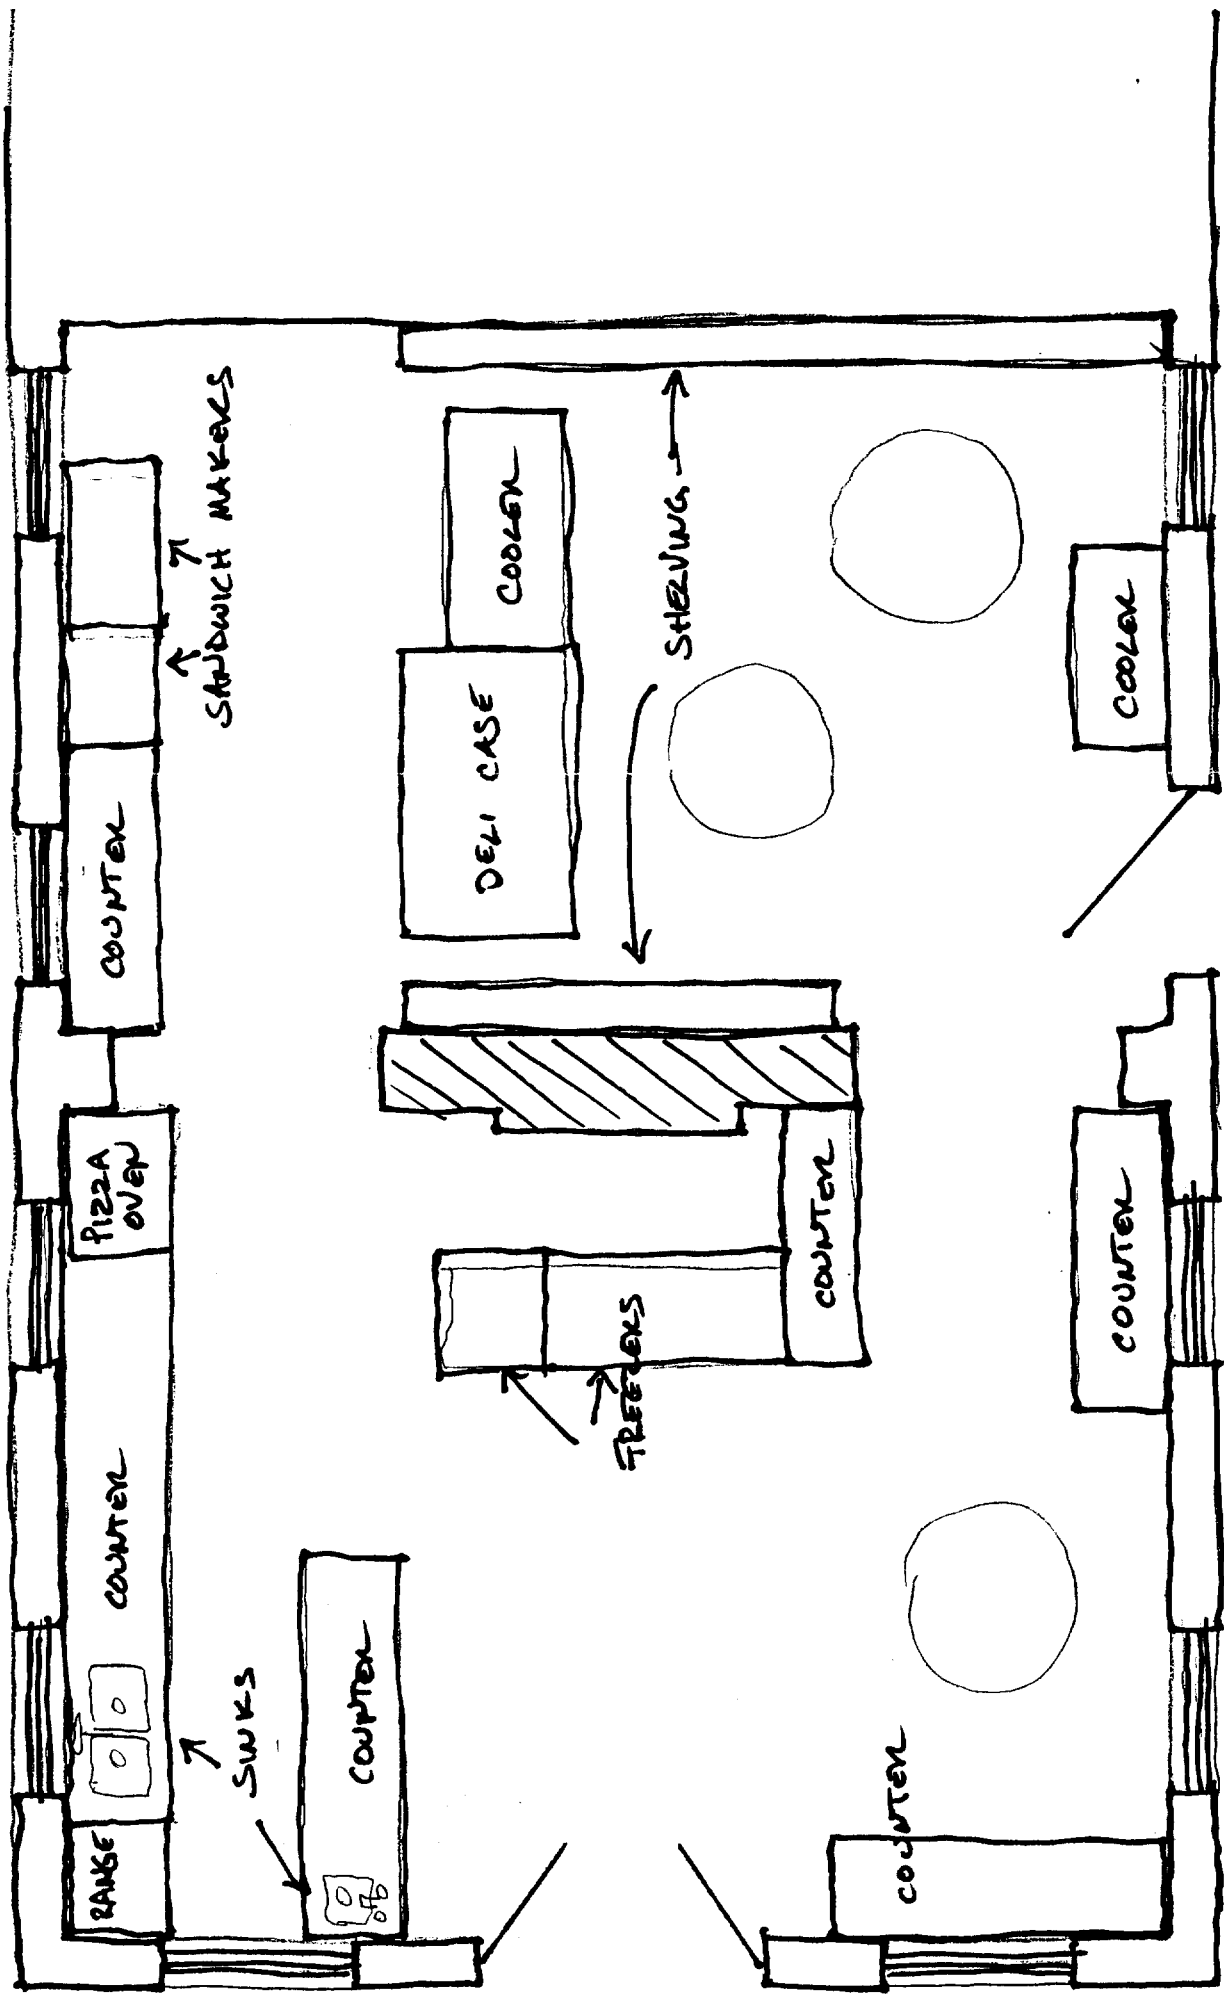 RANGE
COUNTER
PIZZA
OVEN
COUNTER
SINKS
SANDWICH MAKERS
COUNTER
DELI CASE
COOLER
FREEZERS
SHELVING
COUNTER
COUNTER
COUNTER
COOLER